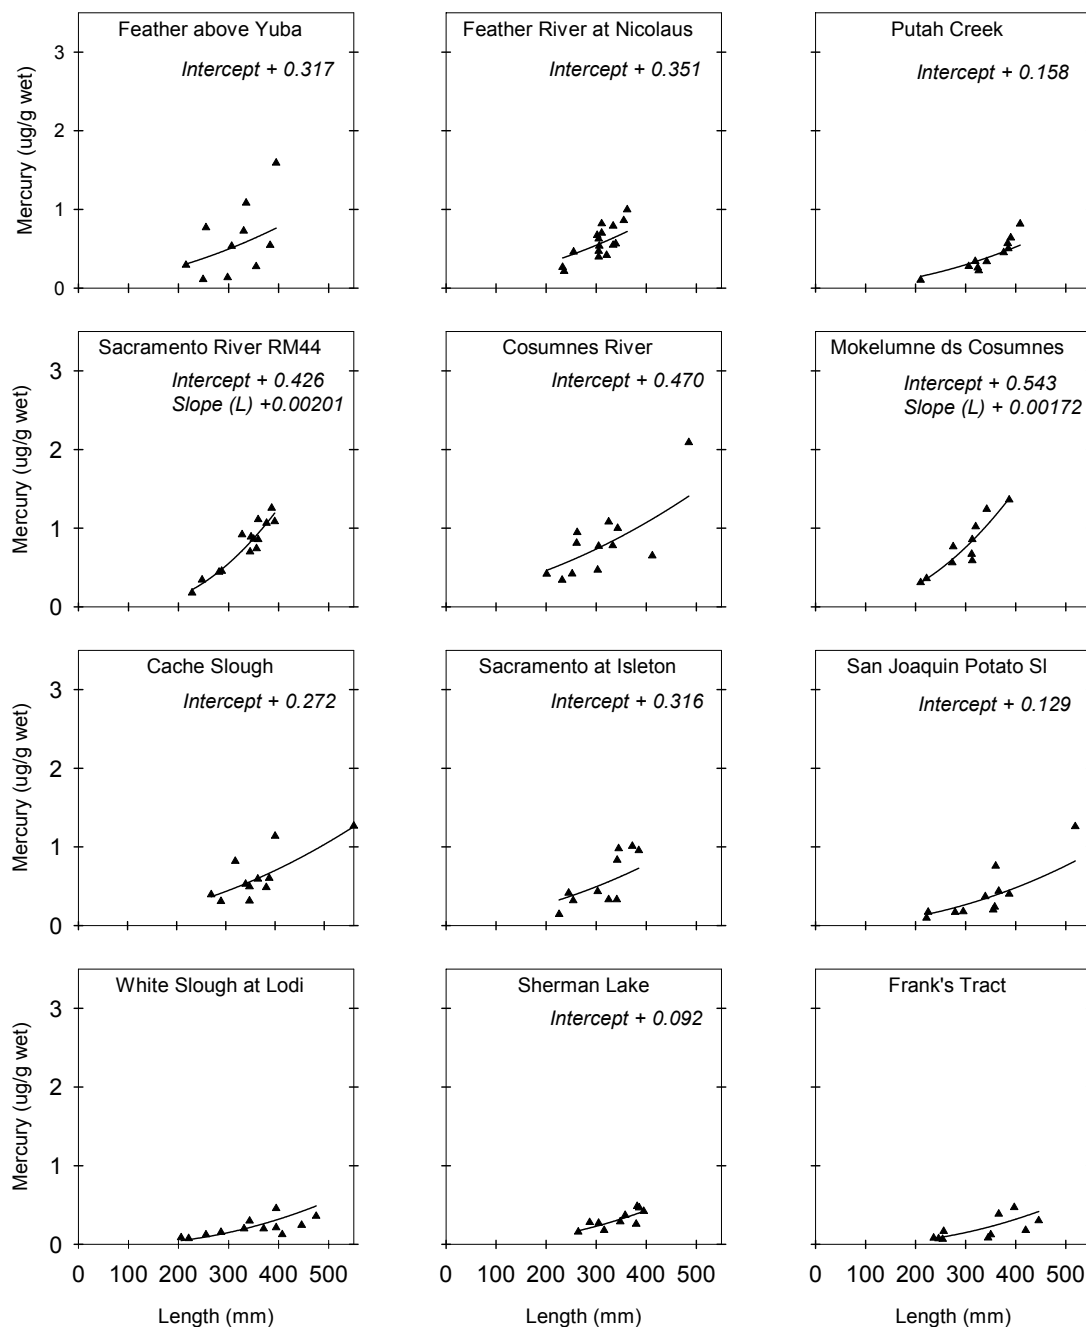 Feather above Yuba
Intercept + 0.317
Feather River at Nicolaus
Intercept + 0.351
Putah Creek
Intercept + 0.158
Mercury (ug/g wet)
3
2
1
0
Sacramento River RM44
Intercept + 0.426
Slope (L) +0.00201
Cosumnes River
Intercept + 0.470
Mokelumne ds Cosumnes
Intercept + 0.543
Slope (L) + 0.00172
Mercury (ug/g wet)
3
2
1
0
Cache Slough
Intercept + 0.272
Sacramento at Isleton
Intercept + 0.316
San Joaquin Potato Sl
Intercept + 0.129
Mercury (ug/g wet)
3
2
1
0
White Slough at Lodi
Sherman Lake
Intercept + 0.092
Frank's Tract
Mercury (ug/g wet)
3
2
1
0
0 100 200 300 400 500
0 100 200 300 400 500
0 100 200 300 400 500
Length (mm)
Length (mm)
Length (mm)